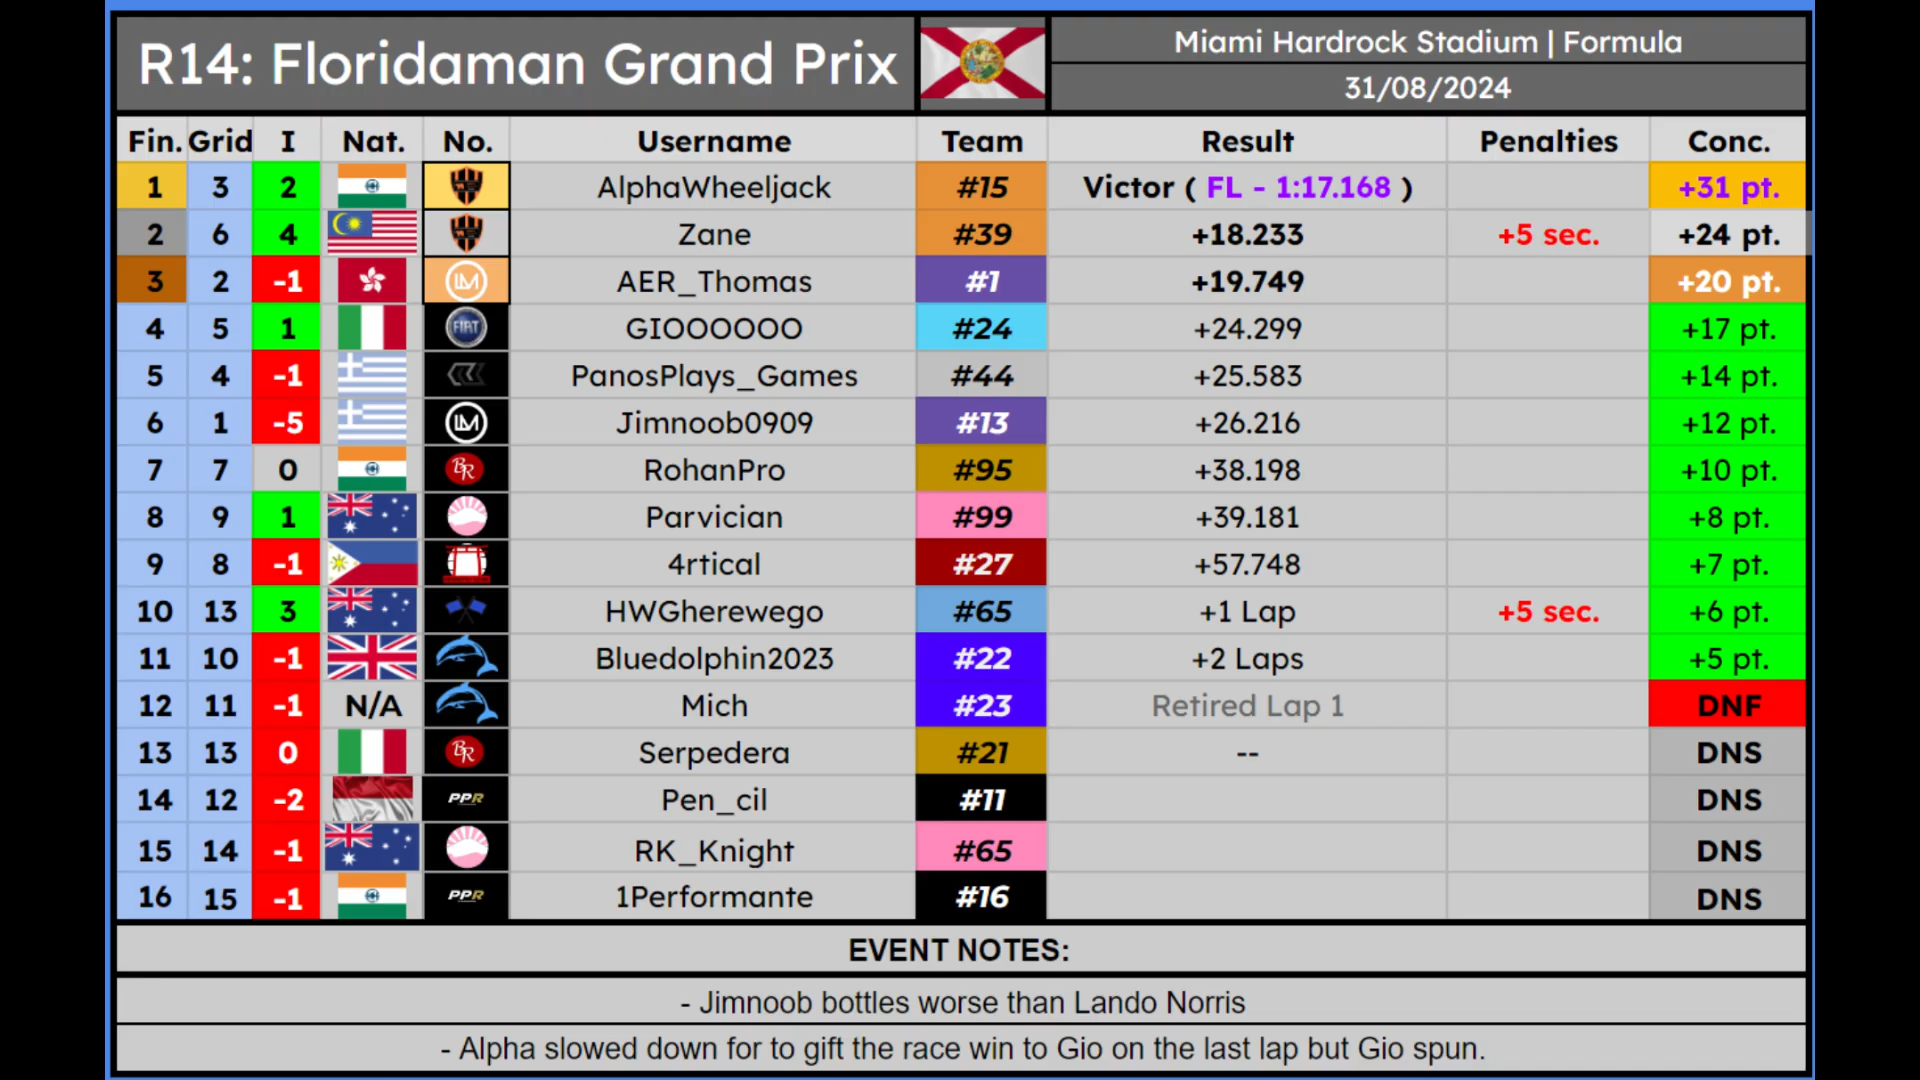 R14: Floridaman Grand Prix
Miami Hardrock Stadium | Formula
31/08/2024
Fin. Grid I Nat. No. Username Team Result Penalties Conc.
1 3 2 AlphaWheeljack #15 Victor ( FL - 1:17.168 ) +31 pt.
2 6 4 Zane #39 +18.233 +5 sec. +24 pt.
3 2 -1 LM AER_Thomas #1 +19.749 +20 pt.
4 5 1 FIAT GIOOOOOO #24 +24.299 +17 pt.
5 4 -1 PanosPlays_Games #44 +25.583 +14 pt.
6 1 -5 LM Jimnoob0909 #13 +26.216 +12 pt.
7 7 0 BR RohanPro #95 +38.198 +10 pt.
8 9 1 Parvician #99 +39.181 +8 pt.
9 8 -1 4rtical #27 +57.748 +7 pt.
10 13 3 HWGherewego #65 +1 Lap +5 sec. +6 pt.
11 10 -1 Bluedolphin2023 #22 +2 Laps +5 pt.
12 11 -1 N/A Mich #23 Retired Lap 1 DNF
13 13 0 BR Serpedera #21 -- DNS
14 12 -2 PPR Pen_cil #11 DNS
15 14 -1 RK_Knight #65 DNS
16 15 -1 PPR 1Performante #16 DNS
EVENT NOTES:
- Jimnoob bottles worse than Lando Norris
- Alpha slowed down for to gift the race win to Gio on the last lap but Gio spun.